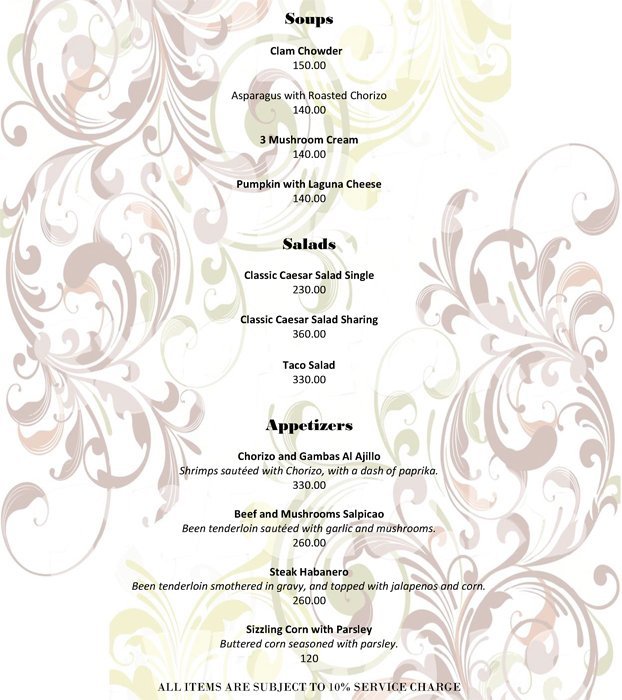 Soups
Clam Chowder
150.00
Asparagus with Roasted Chorizo
140.00
3 Mushroom Cream
140.00
Pumpkin with Laguna Cheese
140.00
Salads
Classic Caesar Salad Single
230.00
Classic Caesar Salad Sharing
360.00
Taco Salad
330.00
Appetizers
Chorizo and Gambas Al Ajillo
Shrimps sautéed with Chorizo, with a dash of paprika.
330.00
Beef and Mushrooms Salpicao
Been tenderloin sautéed with garlic and mushrooms.
260.00
Steak Habanero
Been tenderloin smothered in gravy, and topped with jalapenos and corn.
260.00
Sizzling Corn with Parsley
Buttered corn seasoned with parsley.
120
ALL ITEMS ARE SUBJECT TO 10% SERVICE CHARGE